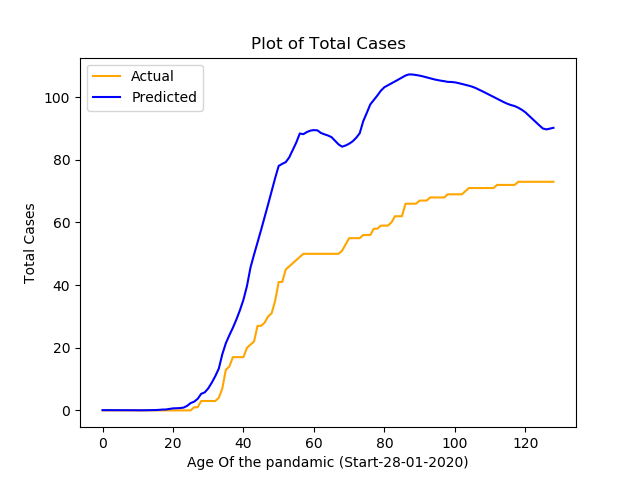 Plot of Total Cases
Actual
Predicted
100
80
60
40
20
0
Total Cases
0 20 40 60 80 100 120
Age Of the pandamic (Start-28-01-2020)